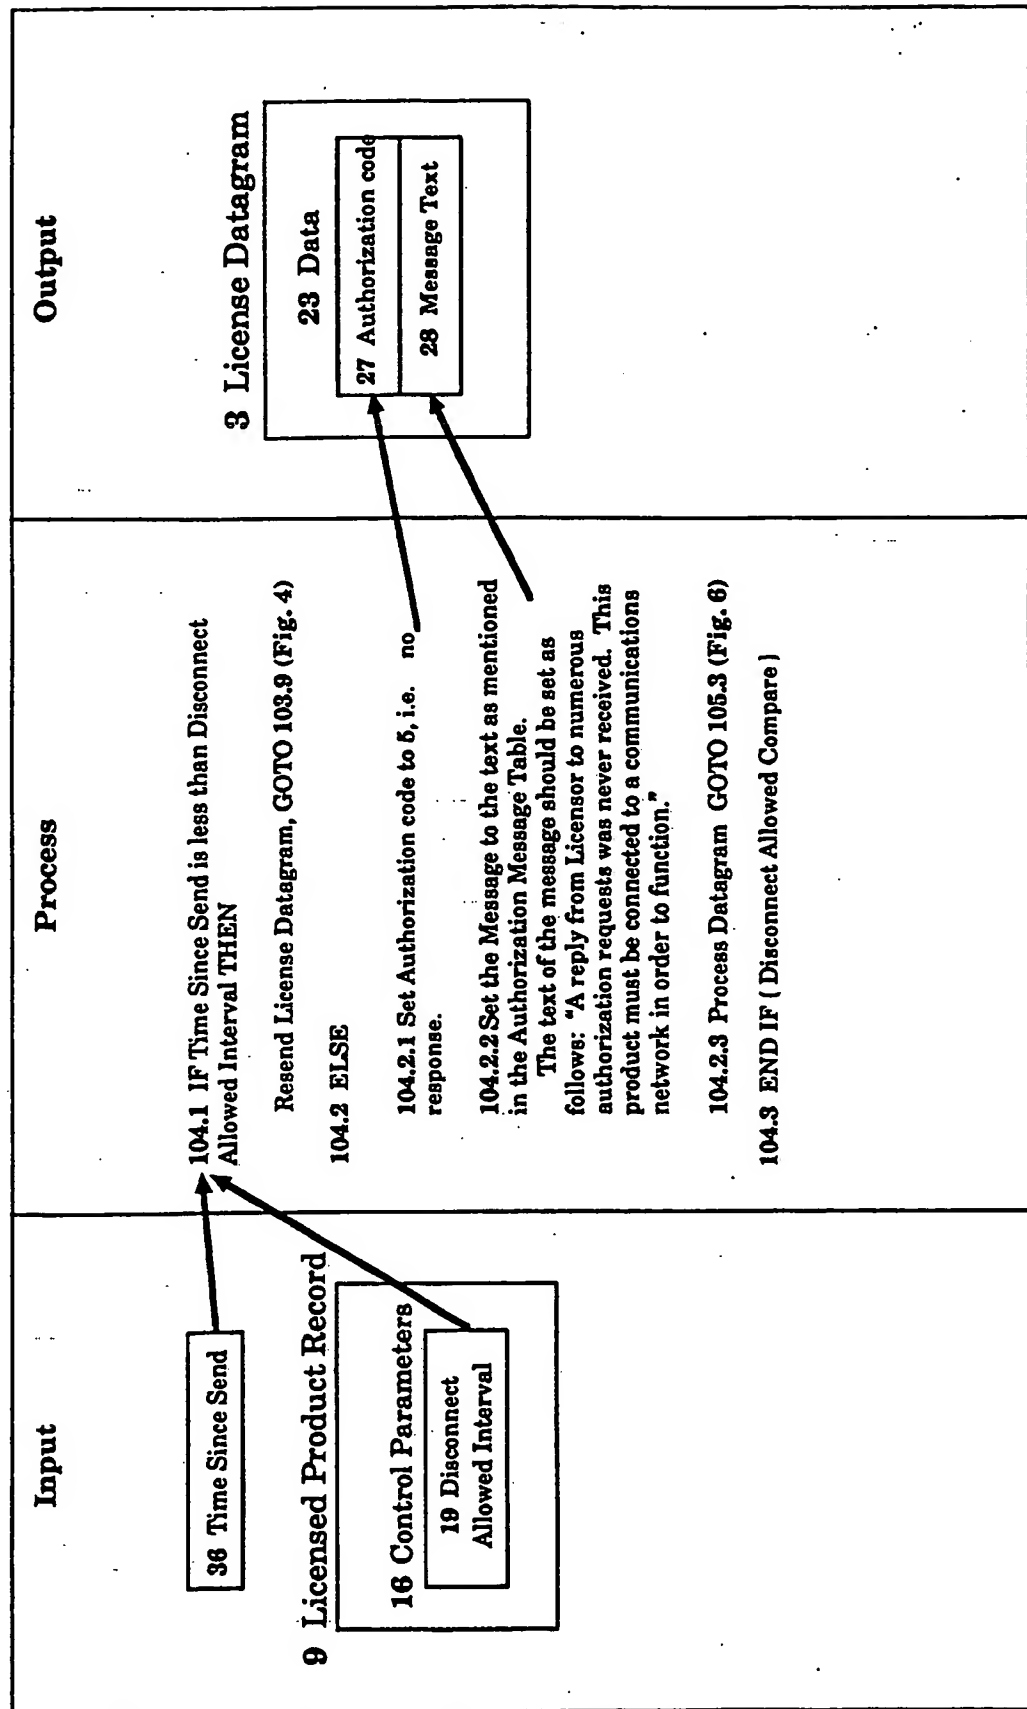 Input
36 Time Since Send
9 Licensed Product Record
16 Control Parameters
19 Disconnect
Allowed Interval
Process
104.1 IF Time Since Send is less than Disconnect
Allowed Interval THEN
Resend License Datagram, GOTO 103.9 (Fig. 4)
104.2 ELSE
104.2.1 Set Authorization code to 5, i.e. no
response.
104.2.2 Set the Message to the text as mentioned
in the Authorization Message Table.
The text of the message should be set as
follows: "A reply from Licensor to numerous
authorization requests was never received. This
product must be connected to a communications
network in order to function."
104.2.3 Process Datagram GOTO 105.3 (Fig. 6)
104.3 END IF ( Disconnect Allowed Compare )
Output
3 License Datagram
23 Data
27 Authorization code
28 Message Text